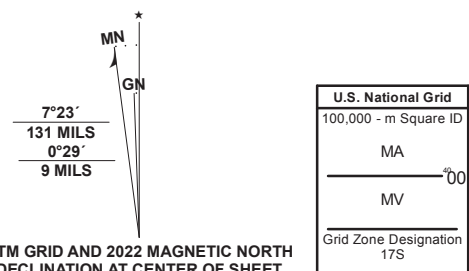 ★
MN
GN
7°23´
131 MILS
0°29´
9 MILS
TM GRID AND 2022 MAGNETIC NORTH
DECLINATION AT CENTER OF SHEET
U.S. National Grid
100,000 - m Square ID
MA
4000
MV
Grid Zone Designation
17S